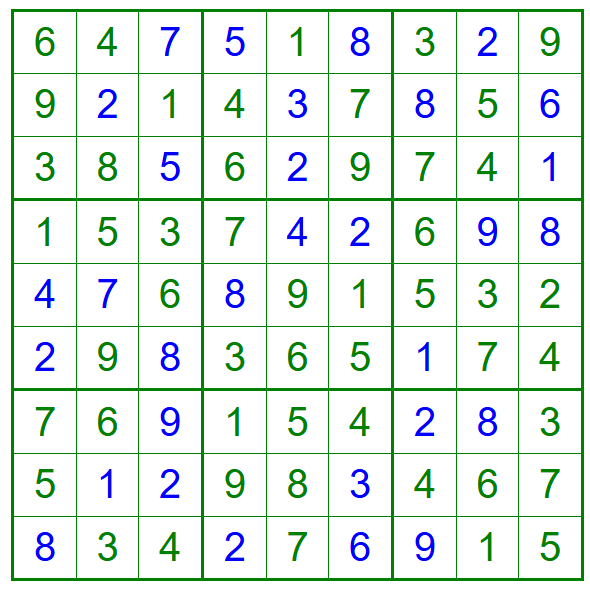 6 4 7 5 1 8 3 2 9
9 2 1 4 3 7 8 5 6
3 8 5 6 2 9 7 4 1
1 5 3 7 4 2 6 9 8
4 7 6 8 9 1 5 3 2
2 9 8 3 6 5 1 7 4
7 6 9 1 5 4 2 8 3
5 1 2 9 8 3 4 6 7
8 3 4 2 7 6 9 1 5